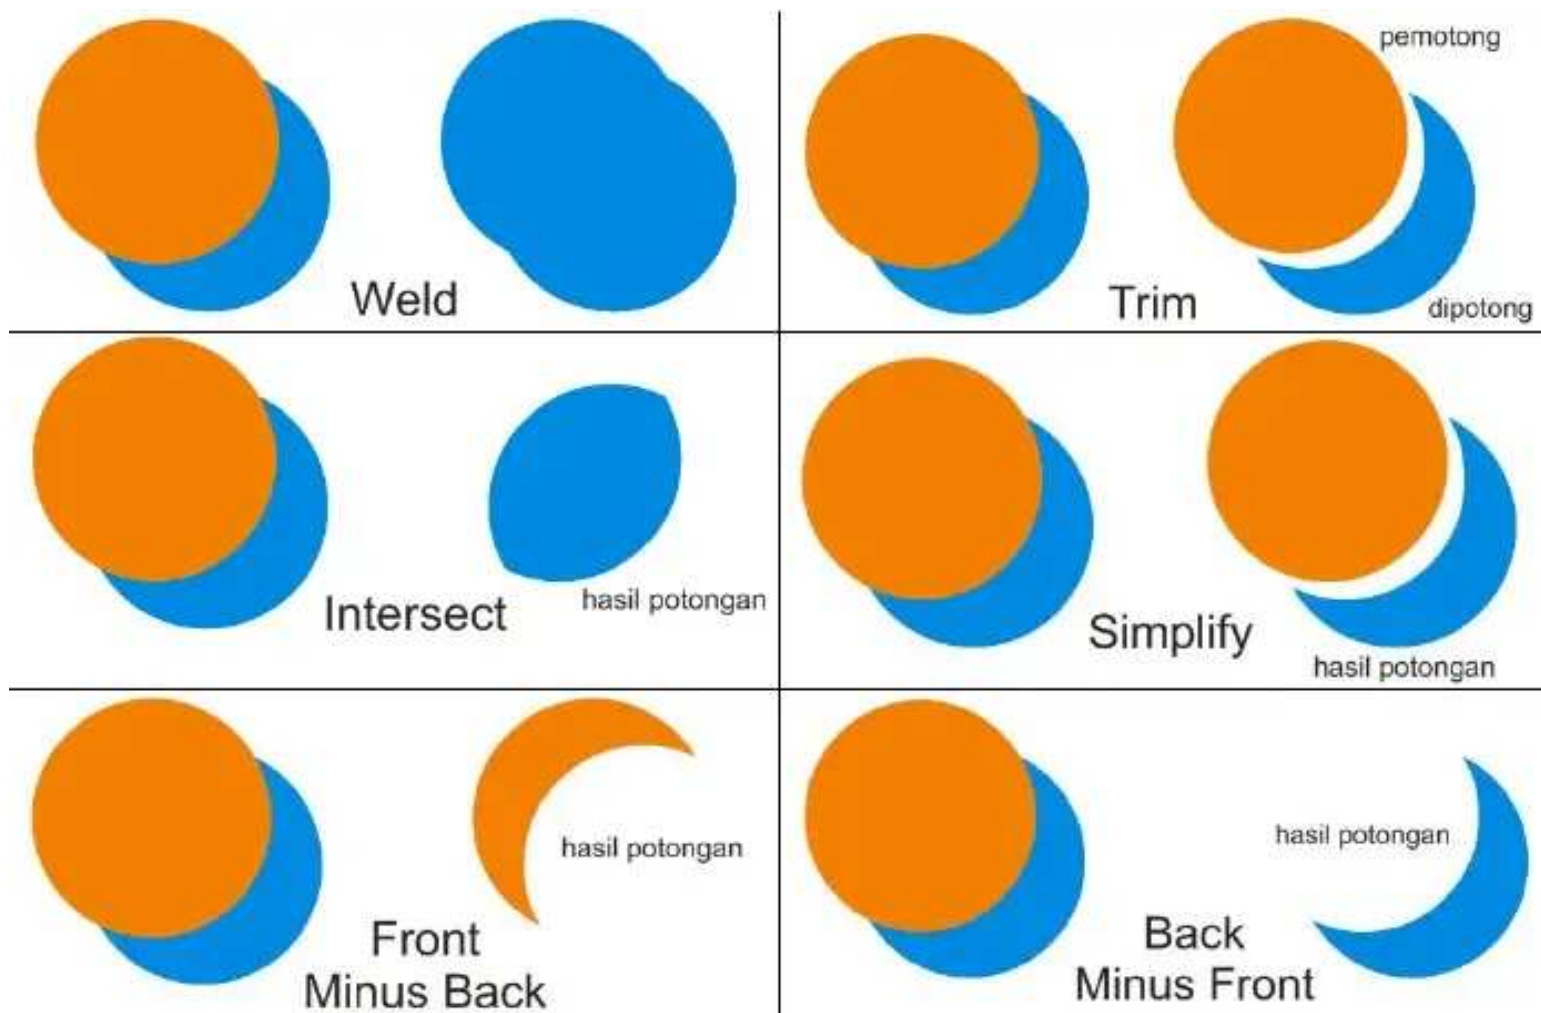 pemotong
Weld
Trim
dipotong
Intersect
hasil potongan
Simplify
hasil potongan
Front
Minus Back
hasil potongan
Back
Minus Front
hasil potongan